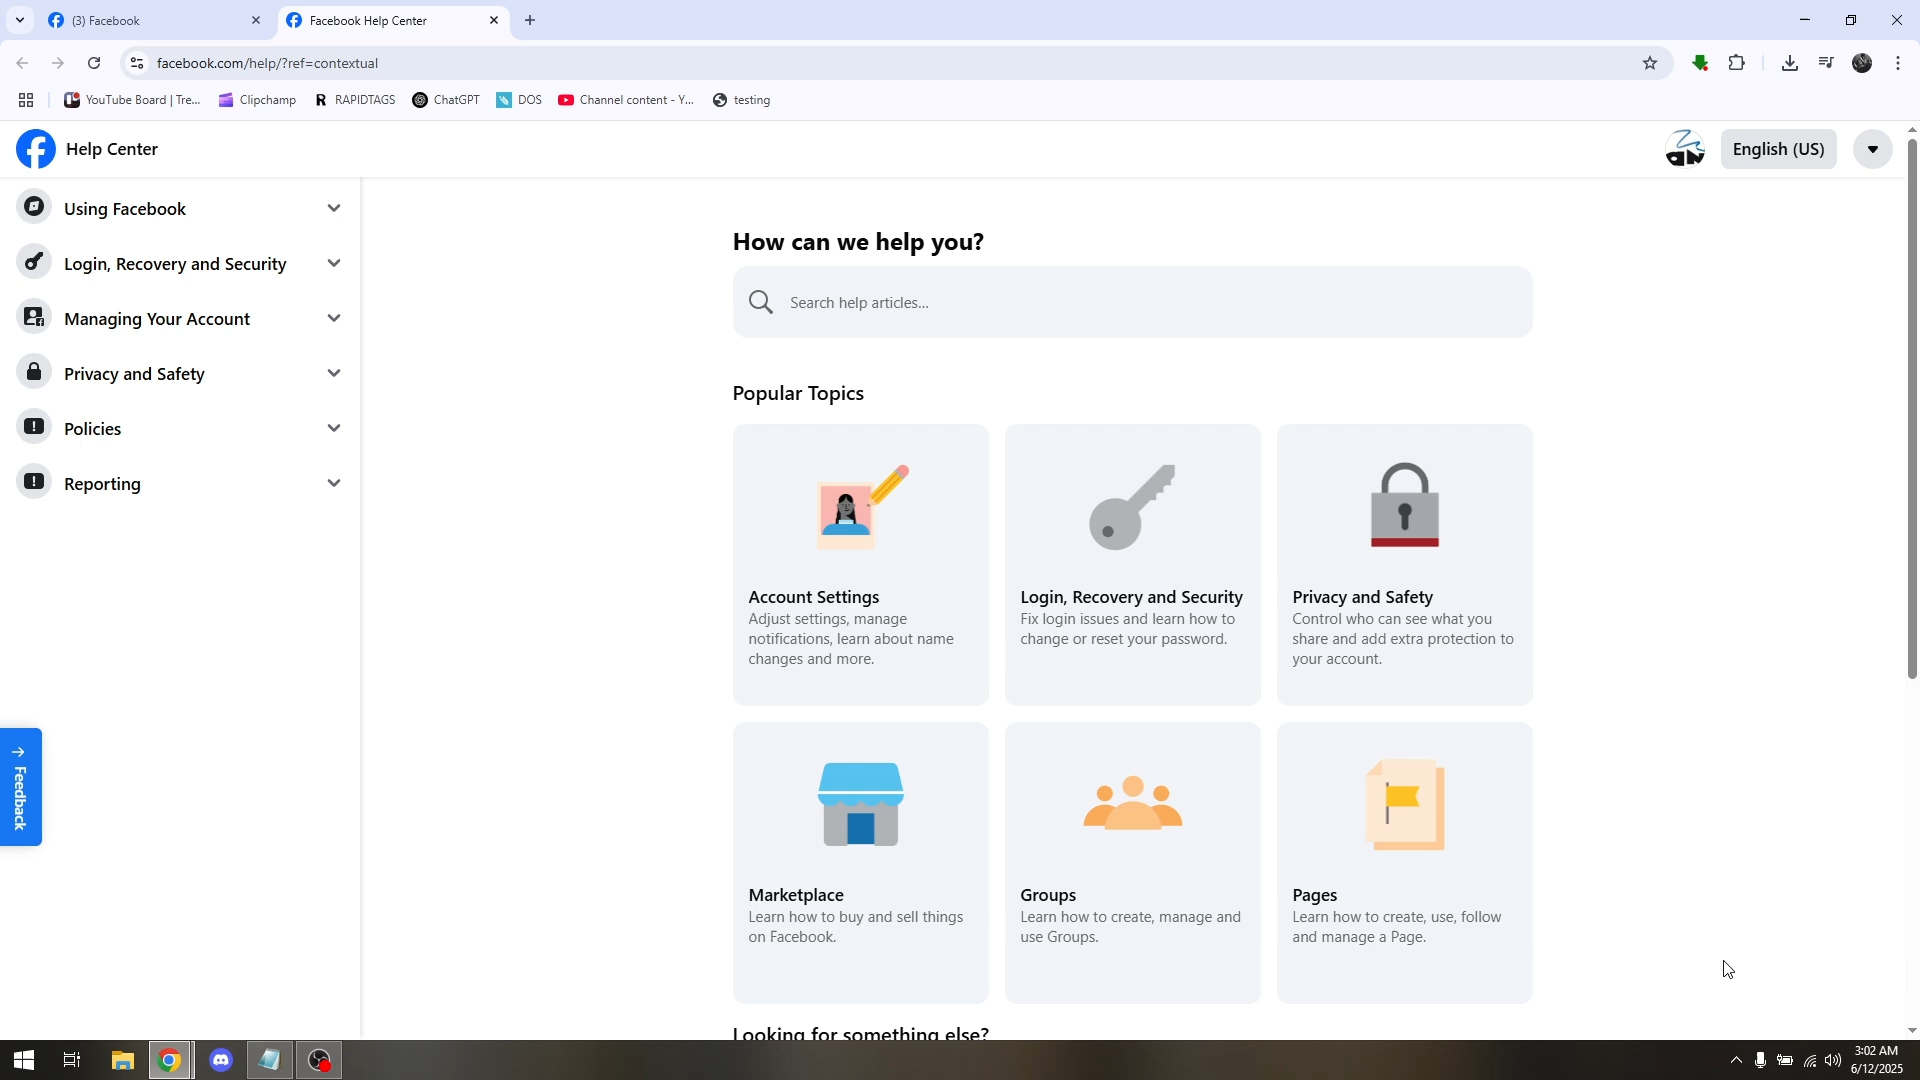 (3) Facebook
Facebook Help Center
facebook.com/help/?ref=contextual
YouTube Board | Tre...
Clipchamp
RAPIDTAGS
ChatGPT
DOS
Channel content - Y...
testing
Help Center
English (US)
Using Facebook
Login, Recovery and Security
Managing Your Account
Privacy and Safety
Policies
Reporting
Feedback
How can we help you?
Search help articles...
Popular Topics
Account Settings
Adjust settings, manage
notifications, learn about name
changes and more.
Login, Recovery and Security
Fix login issues and learn how to
change or reset your password.
Privacy and Safety
Control who can see what you
share and add extra protection to
your account.
Marketplace
Learn how to buy and sell things
on Facebook.
Groups
Learn how to create, manage and
use Groups.
Pages
Learn how to create, use, follow
and manage a Page.
Looking for something else?
3:02 AM
6/12/2025